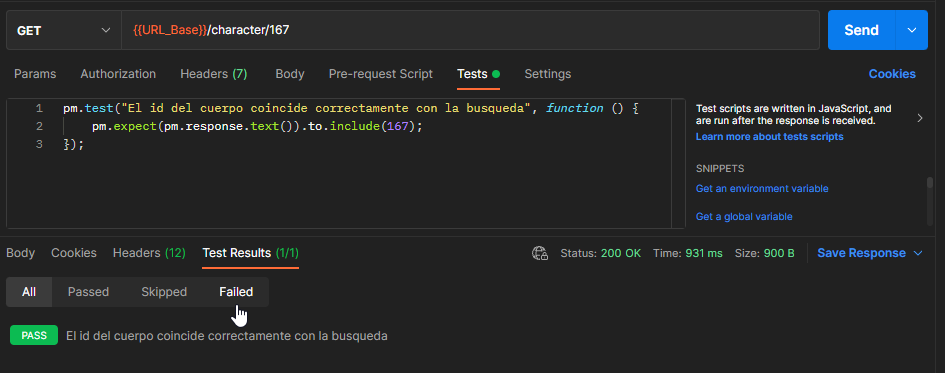 GET {{URL_Base}}/character/167 Send
Params Authorization Headers (7) Body Pre-request Script Tests Settings Cookies
1 pm.test("El id del cuerpo coincide correctamente con la busqueda", function () {
2 pm.expect(pm.response.text()).to.include(167);
3 });
Test scripts are written in JavaScript, and
are run after the response is received.
Learn more about tests scripts
SNIPPETS
Get an environment variable
Get a global variable
Body Cookies Headers (12) Test Results (1/1) Status: 200 OK Time: 931 ms Size: 900 B Save Response
All Passed Skipped Failed
PASS El id del cuerpo coincide correctamente con la busqueda